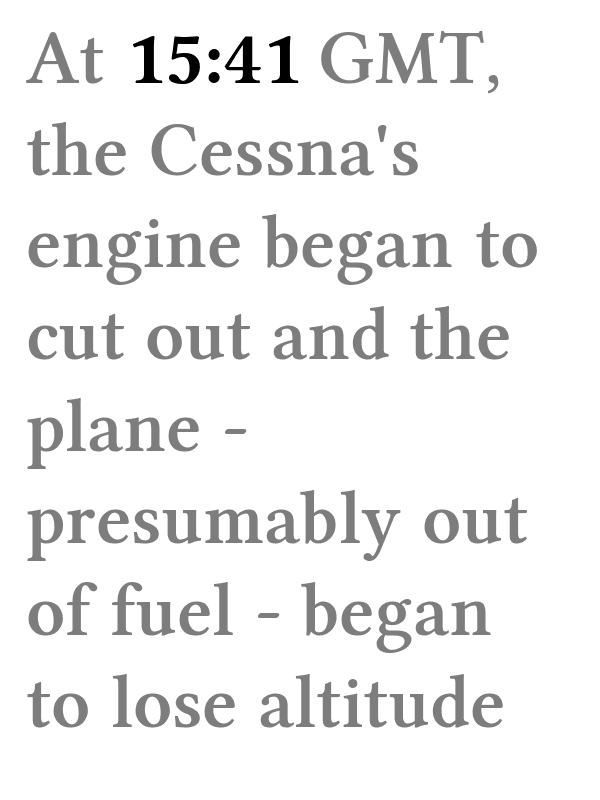 At 15:41 GMT,
the Cessna's
engine began to
cut out and the
plane -
presumably out
of fuel - began
to lose altitude